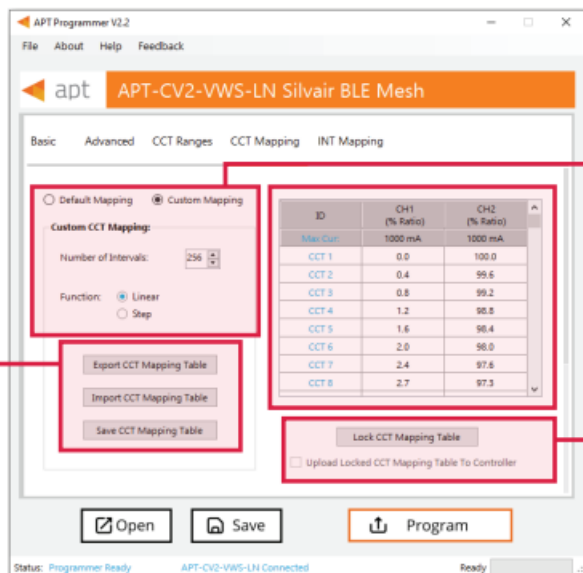 APT Programmer V2.2
File About Help Feedback
apt APT-CV2-VWS-LN Silvair BLE Mesh
Basic Advanced CCT Ranges CCT Mapping INT Mapping
Default Mapping Custom Mapping
Custom CCT Mapping:
Number of Intervals: 256
Function: Linear
Step
Export CCT Mapping Table
Import CCT Mapping Table
Save CCT Mapping Table
ID CH1 (% Ratio) CH2 (% Ratio)
Max Cur: 1000 mA 1000 mA
CCT 1 0.0 100.0
CCT 2 0.4 99.6
CCT 3 0.8 99.2
CCT 4 1.2 98.8
CCT 5 1.6 98.4
CCT 6 2.0 98.0
CCT 7 2.4 97.6
CCT 8 2.7 97.3
Lock CCT Mapping Table
Upload Locked CCT Mapping Table To Controller
Open Save Program
Status: Programmer Ready APT-CV2-VWS-LN Connected Ready